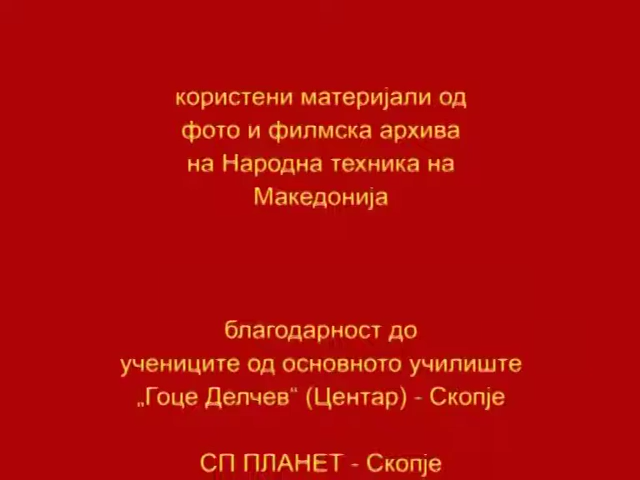 користени материјали од
фото и филмска архива
на Народна техника на
Македонија
благодарност до
учениците од основното училиште
„Гоце Делчев“ (Центар) - Скопје
СП ПЛАНЕТ - Скопје